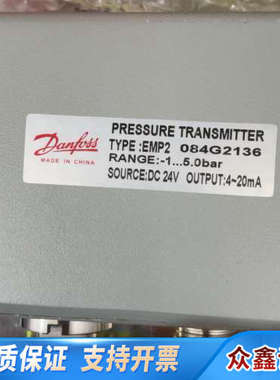 Danfoss
MADE IN CHINA
PRESSURE TRANSMITTER
TYPE:EMP2 084G2136
RANGE:-1...5.0bar
SOURCE:DC 24V OUTPUT:4~20mA
质保证 支持开票
众鑫